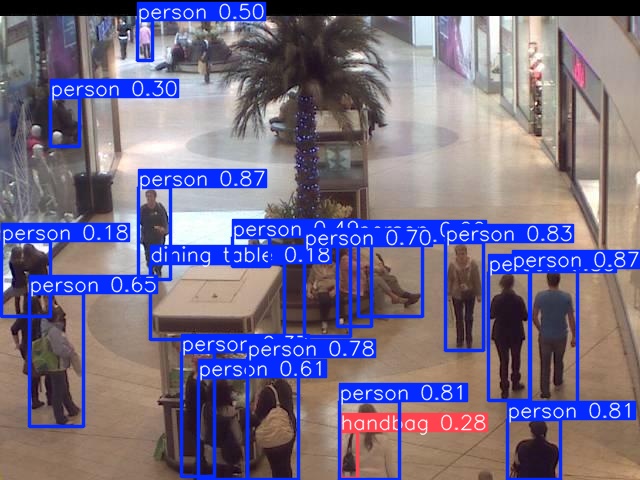 person 0.50
person 0.30
person 0.87
person 0.18
person 0.70
person 0.83
person 0.87
dining table 0.18
person 0.65
person 0.78
person 0.61
person 0.81
handbag 0.28
person 0.81